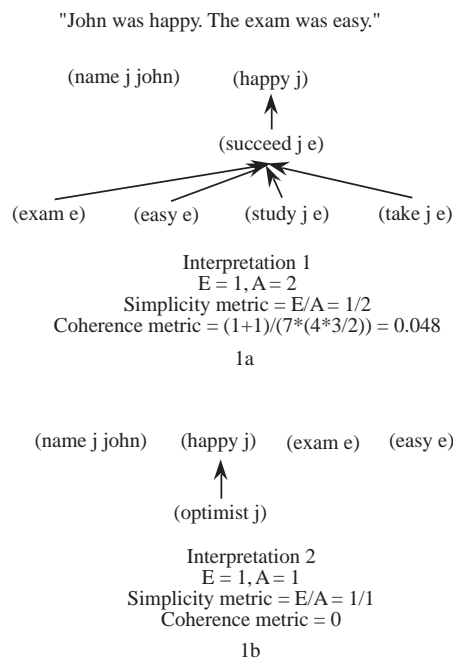 "John was happy. The exam was easy."
(name j john) (happy j)
(succeed j e)
(exam e) (easy e) (study j e) (take j e)
Interpretation 1
E = 1, A = 2
Simplicity metric = E/A = 1/2
Coherence metric = (1+1)/(7*(4*3/2)) = 0.048
1a
(name j john) (happy j) (exam e) (easy e)
(optimist j)
Interpretation 2
E = 1, A = 1
Simplicity metric = E/A = 1/1
Coherence metric = 0
1b